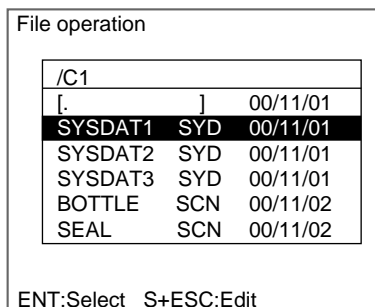 File operation
/C1
[. ] 00/11/01
SYSDAT1 SYD 00/11/01
SYSDAT2 SYD 00/11/01
SYSDAT3 SYD 00/11/01
BOTTLE SCN 00/11/02
SEAL SCN 00/11/02
ENT:Select S+ESC:Edit